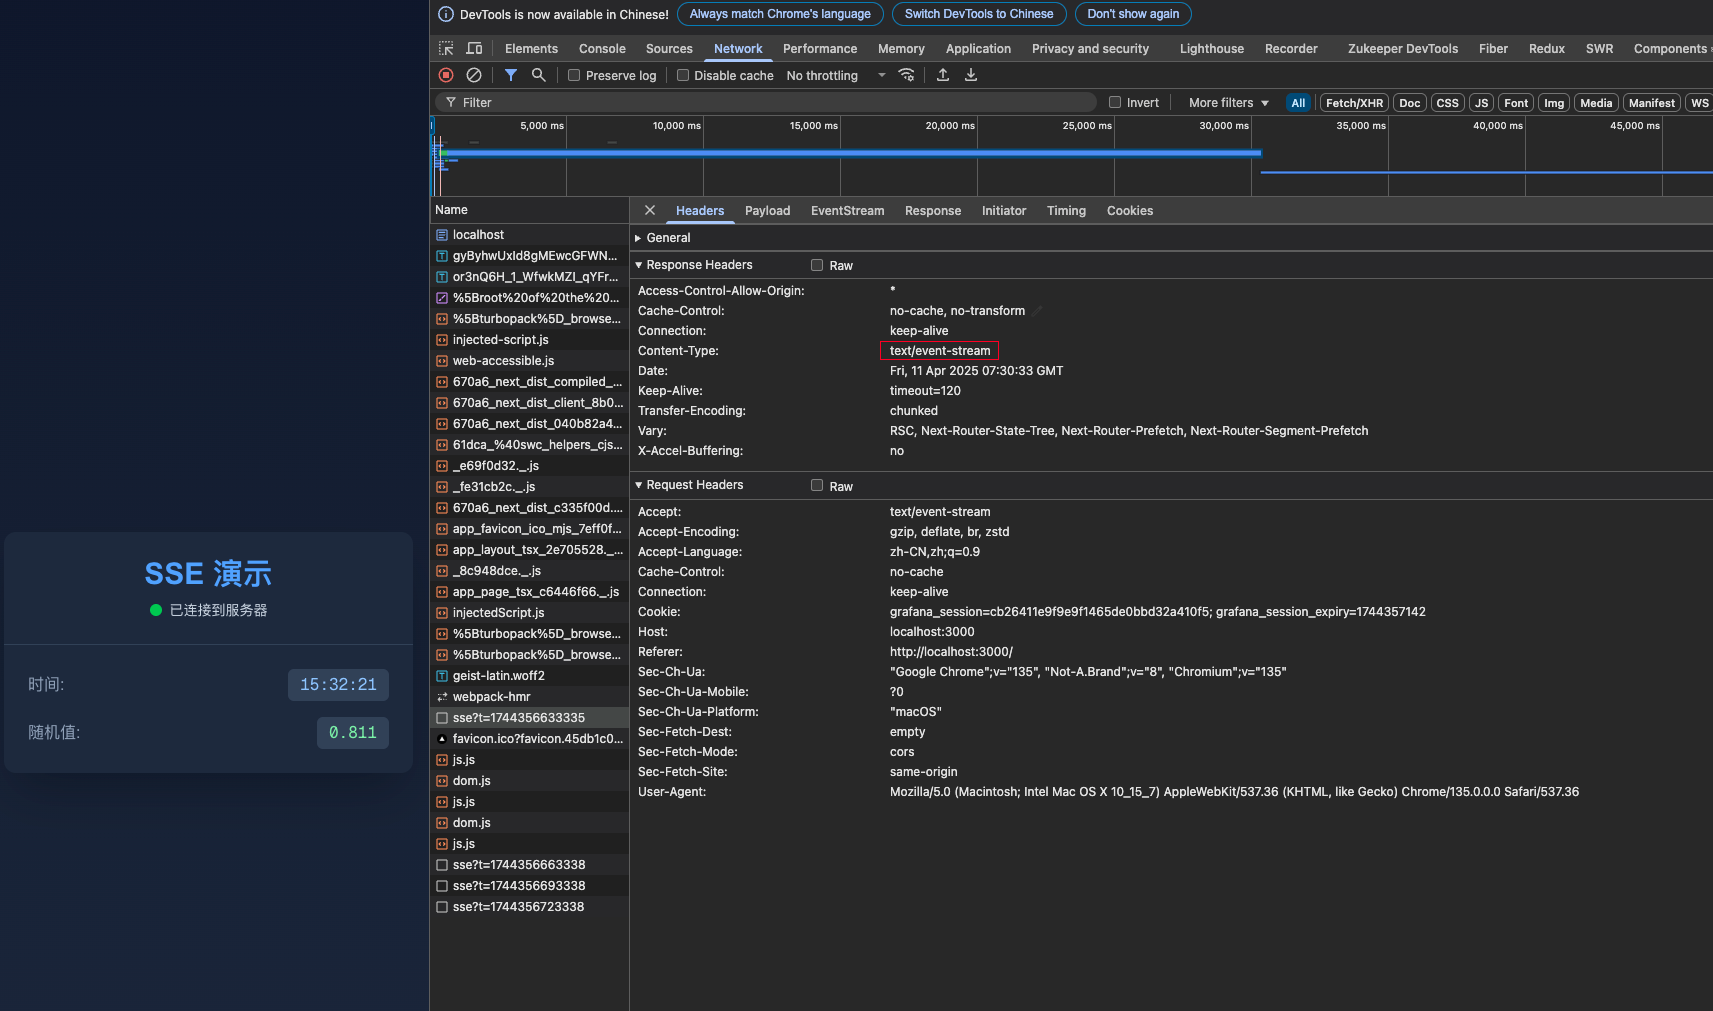 DevTools is now available in Chinese! Always match Chrome's language Switch DevTools to Chinese Don't show again
Elements Console Sources Network Performance Memory Application Privacy and security Lighthouse Recorder Zukeeper DevTools Fiber Redux SWR Components
Preserve log Disable cache No throttling
Filter Invert More filters All Fetch/XHR Doc CSS JS Font Img Media Manifest WS
5,000 ms 10,000 ms 15,000 ms 20,000 ms 25,000 ms 30,000 ms 35,000 ms 40,000 ms 45,000 ms
SSE 演示
已连接到服务器
时间: 15:32:21
随机值: 0.811
Name
localhost
gyByhwUxId8gMEwcGFWN...
or3nQ6H_1_WfwkMZI_qYFr...
%5Broot%20of%20the%20...
%5Bturbopack%5D_browse...
injected-script.js
web-accessible.js
670a6_next_dist_compiled_...
670a6_next_dist_client_8b0...
670a6_next_dist_040b82a4...
61dca_%40swc_helpers_cjs...
_e69f0d32._.js
_fe31cb2c._.js
670a6_next_dist_c335f00d....
app_favicon_ico_mjs_7eff0f...
app_layout_tsx_2e705528._...
_8c948dce._.js
app_page_tsx_c6446f66._.js
injectedScript.js
%5Bturbopack%5D_browse...
%5Bturbopack%5D_browse...
geist-latin.woff2
webpack-hmr
sse?t=1744356633335
favicon.ico?favicon.45db1c0...
js.js
dom.js
js.js
dom.js
js.js
sse?t=1744356663338
sse?t=1744356693338
sse?t=1744356723338
Headers Payload EventStream Response Initiator Timing Cookies
General
Response Headers Raw
Access-Control-Allow-Origin: *
Cache-Control: no-cache, no-transform
Connection: keep-alive
Content-Type: text/event-stream
Date: Fri, 11 Apr 2025 07:30:33 GMT
Keep-Alive: timeout=120
Transfer-Encoding: chunked
Vary: RSC, Next-Router-State-Tree, Next-Router-Prefetch, Next-Router-Segment-Prefetch
X-Accel-Buffering: no
Request Headers Raw
Accept: text/event-stream
Accept-Encoding: gzip, deflate, br, zstd
Accept-Language: zh-CN,zh;q=0.9
Cache-Control: no-cache
Connection: keep-alive
Cookie: grafana_session=cb26411e9f9e9f1465de0bbd32a410f5; grafana_session_expiry=1744357142
Host: localhost:3000
Referer: http://localhost:3000/
Sec-Ch-Ua: "Google Chrome";v="135", "Not-A.Brand";v="8", "Chromium";v="135"
Sec-Ch-Ua-Mobile: ?0
Sec-Ch-Ua-Platform: "macOS"
Sec-Fetch-Dest: empty
Sec-Fetch-Mode: cors
Sec-Fetch-Site: same-origin
User-Agent: Mozilla/5.0 (Macintosh; Intel Mac OS X 10_15_7) AppleWebKit/537.36 (KHTML, like Gecko) Chrome/135.0.0.0 Safari/537.36